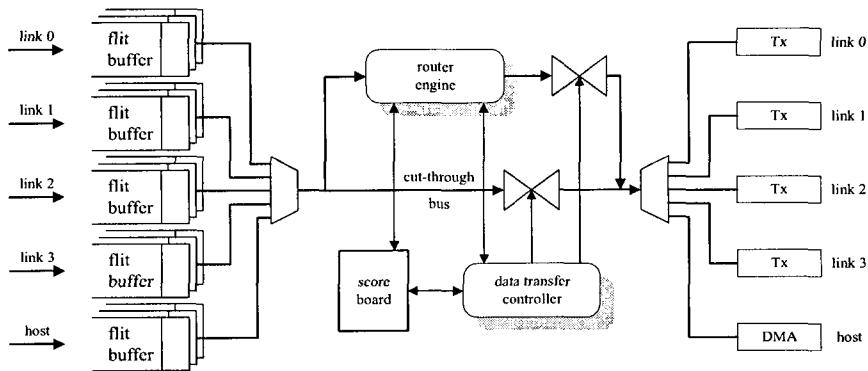 link 0
flit
buffer
link 1
flit
buffer
link 2
flit
buffer
link 3
flit
buffer
host
flit
buffer
router
engine
cut-through
bus
score
board
data transfer
controller
Tx
link 0
Tx
link 1
Tx
link 2
Tx
link 3
DMA
host